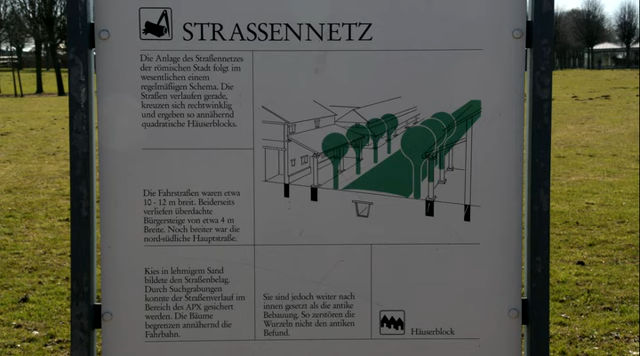 STRASSENNETZ
Die Anlage des Straßennetzes
der römischen Stadt folgt im
wesentlichen einem
regelmäßigen Schema. Die
Straßen verlaufen gerade,
kreuzen sich rechtwinklig
und ergeben so annähernd
quadratische Häuserblocks.
Die Fahrstraßen waren etwa
10 - 12 m breit. Beiderseits
verliefen überdachte
Bürgersteige von etwa 4 m
Breite. Noch breiter war die
nord-südliche Hauptstraße.
Kies in lehmigem Sand
bildete den Straßenbelag.
Durch Suchgrabungen
konnte der Straßenverlauf im
Bereich des APX gesichert
werden. Die Bäume
begrenzen annähernd die
Fahrbahn.
Sie sind jedoch weiter nach
innen gesetzt als die antike
Bebauung. So zerstören die
Wurzeln nicht den antiken
Befund.
Häuserblock